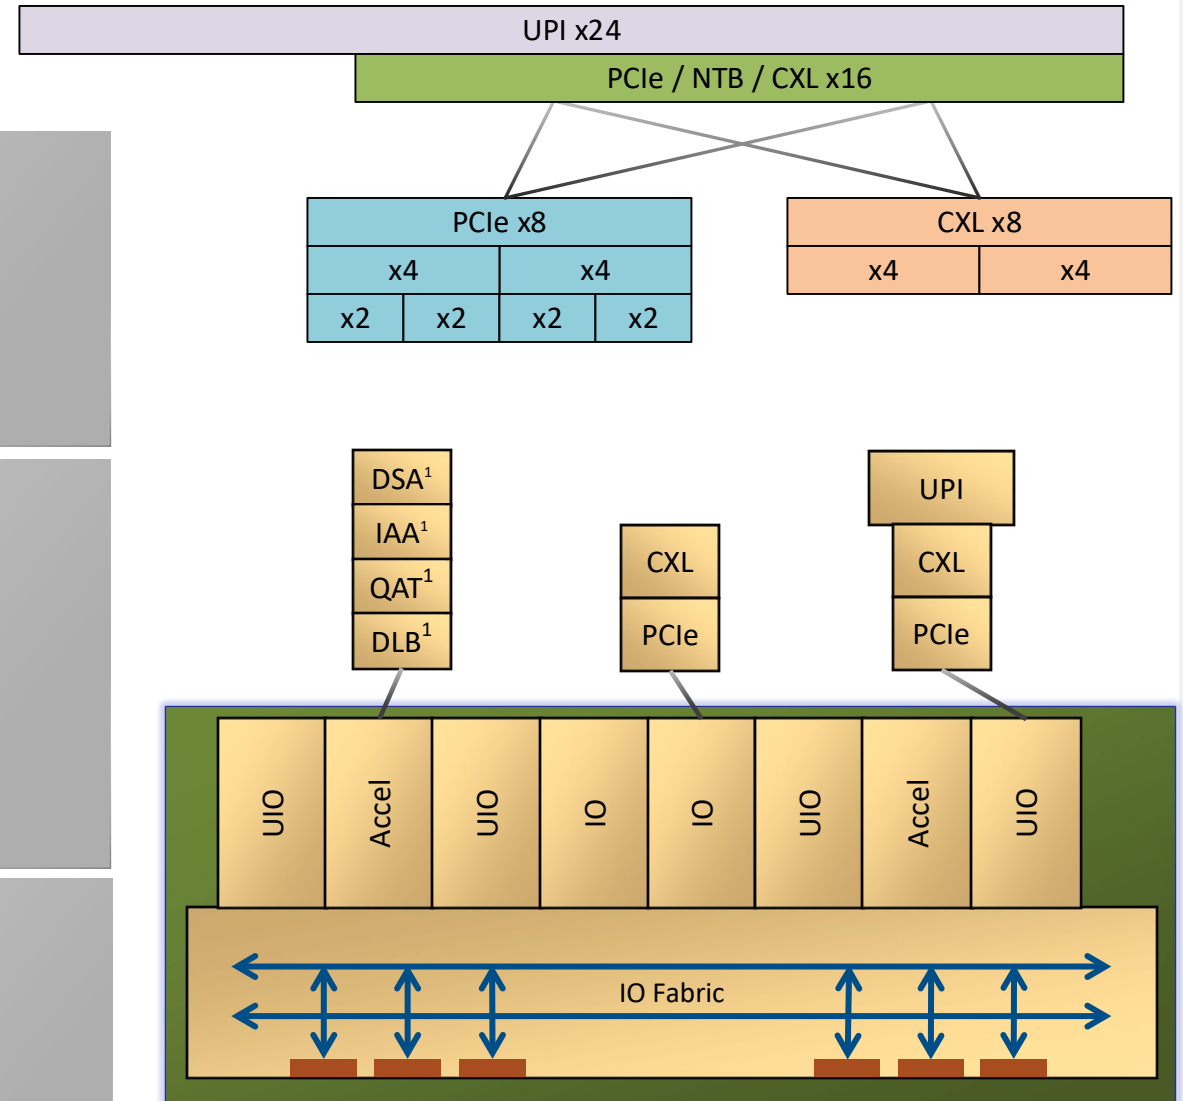 UPI x24
PCIe / NTB / CXL x16
PCIe x8
CXL x8
x4 x4
x4 x4
x2 x2 x2 x2
DSA¹
IAA¹
QAT¹
DLB¹
CXL
PCIe
UPI
CXL
PCIe
UIO
Accel
UIO
IO
IO
UIO
Accel
UIO
IO Fabric